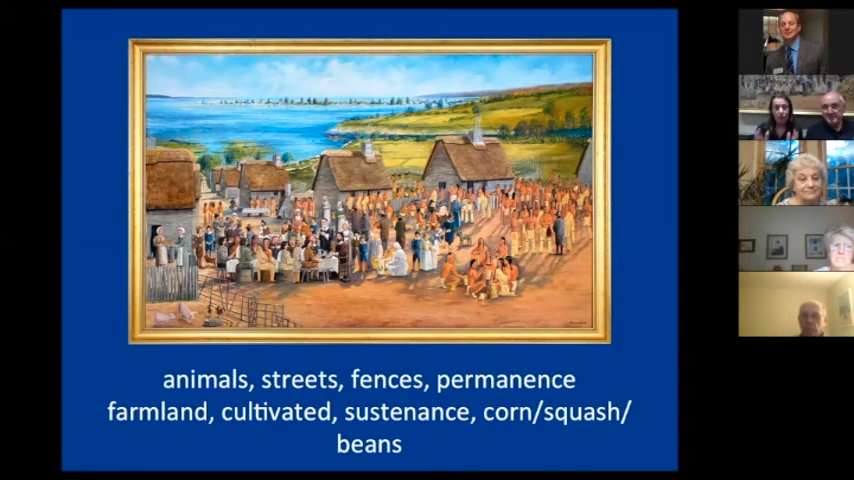 animals, streets, fences, permanence
farmland, cultivated, sustenance, corn/squash/
beans